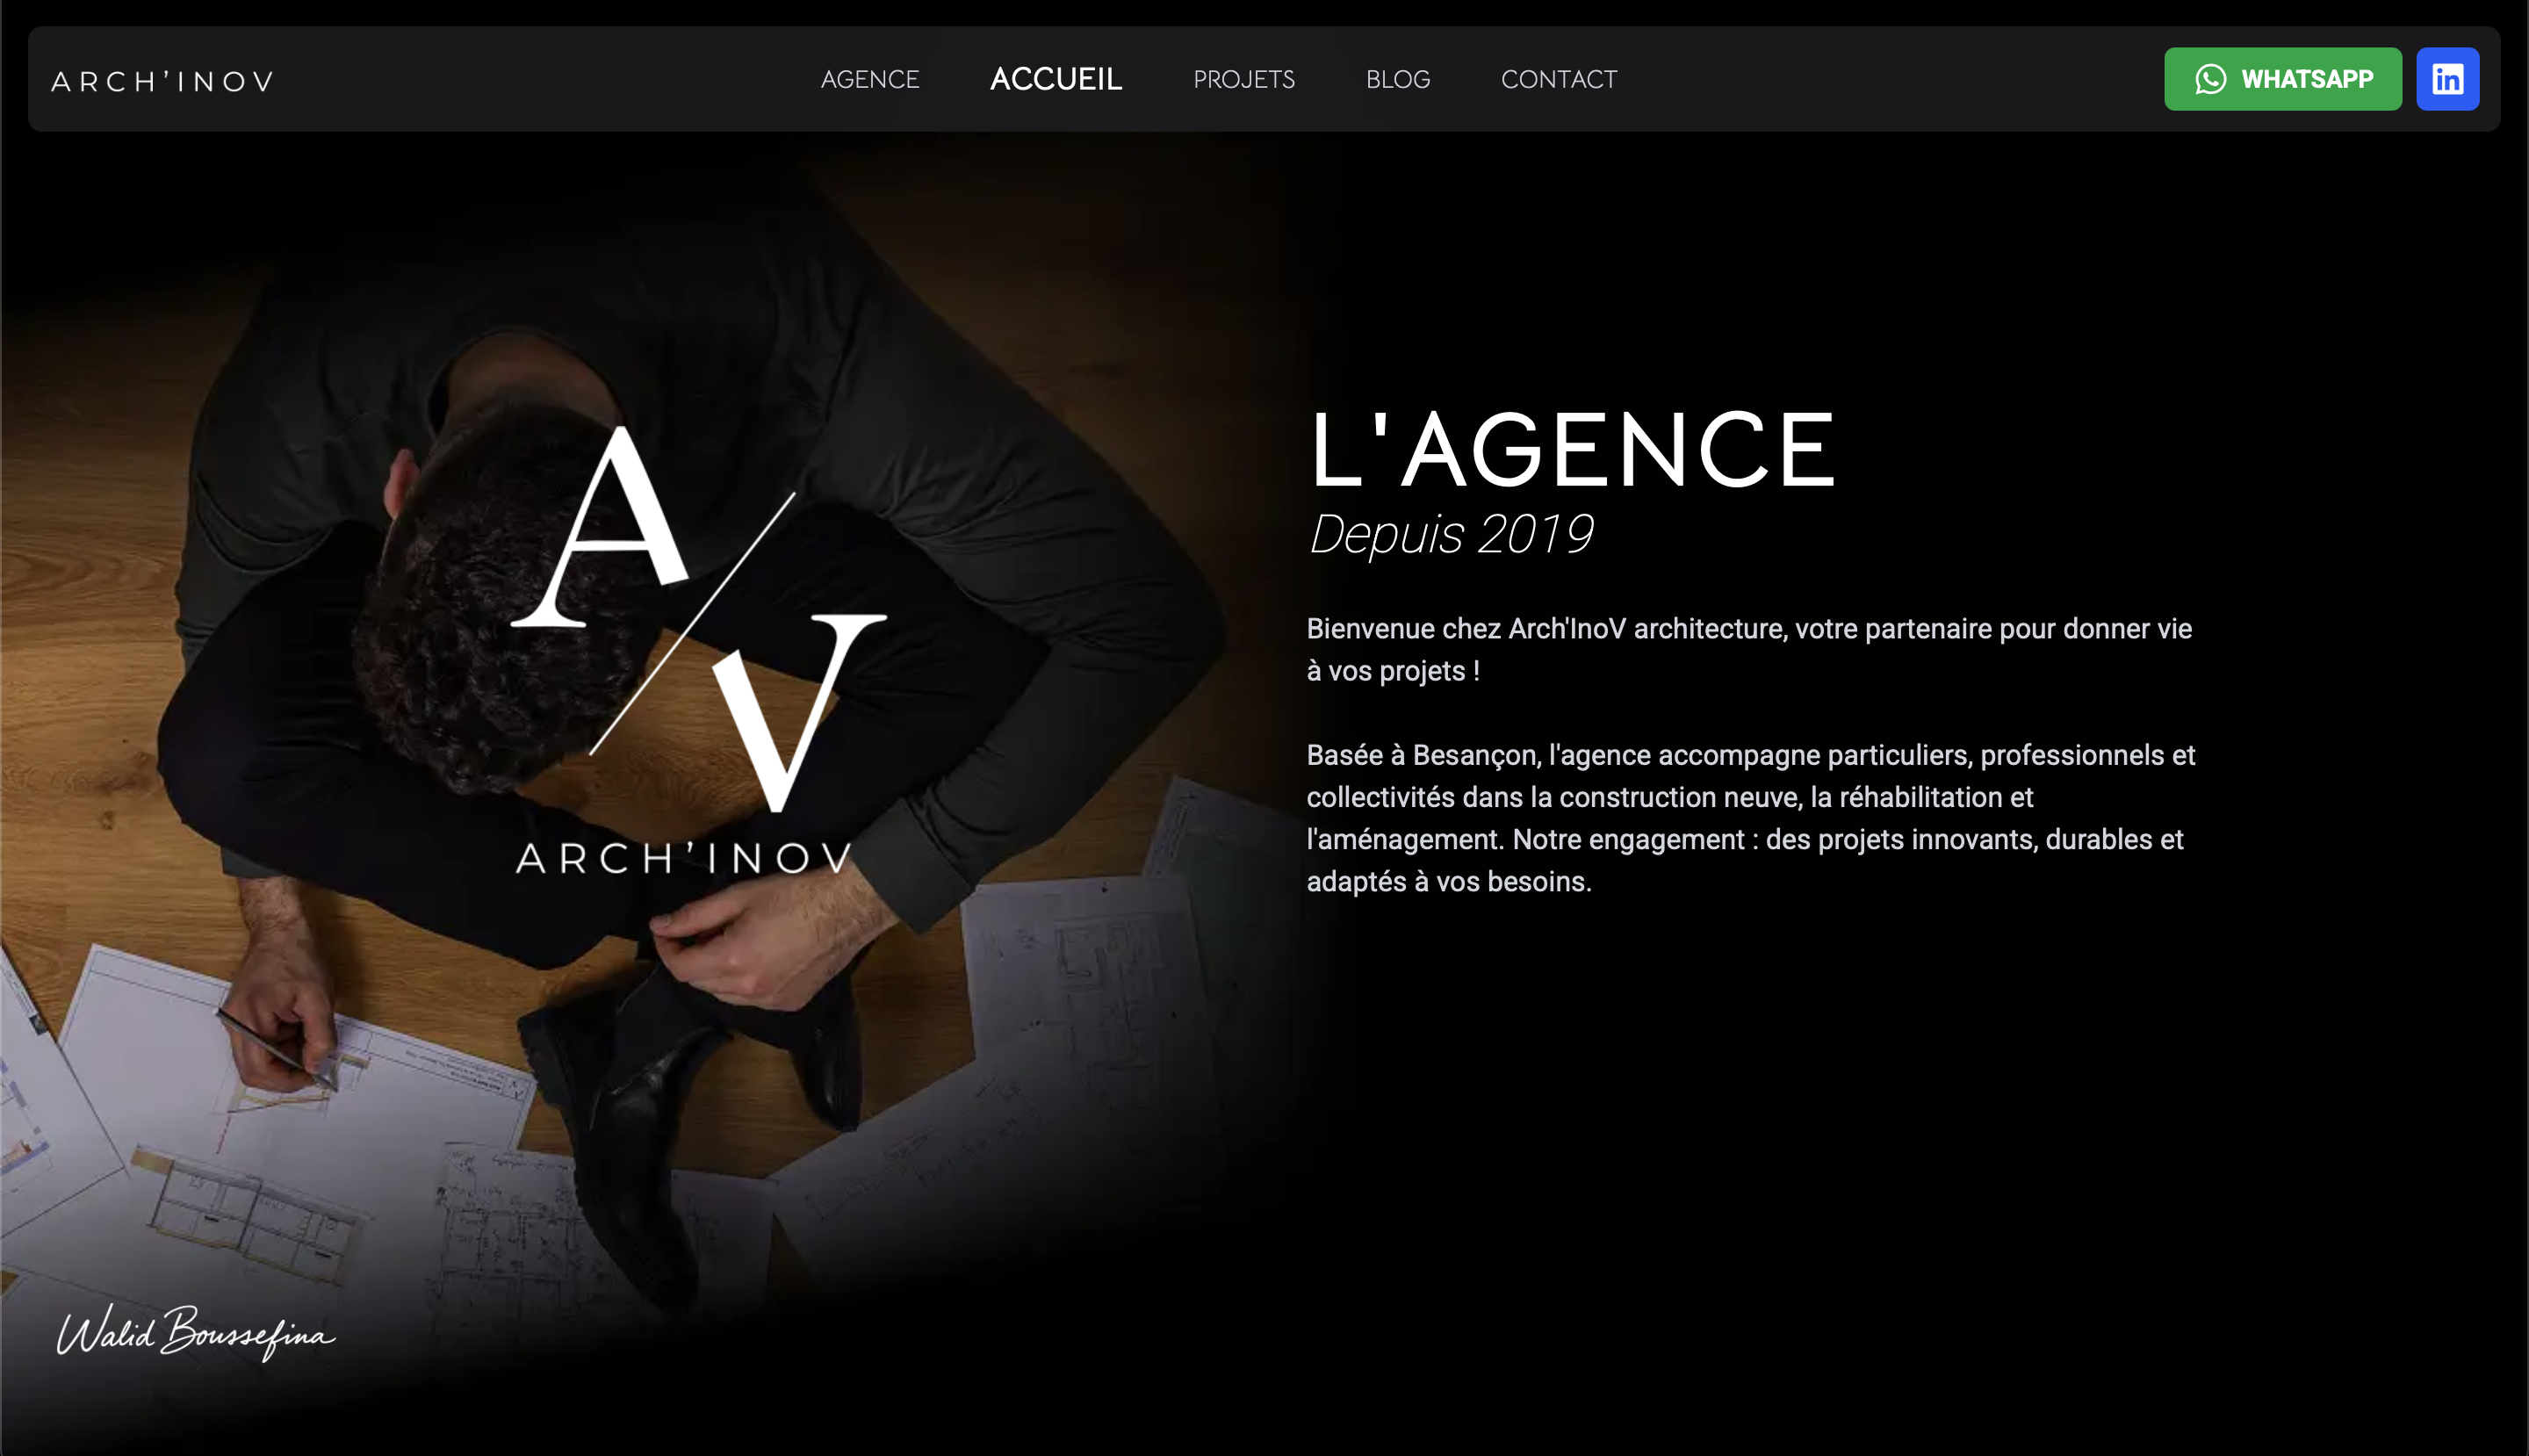 ARCH'INOV
AGENCE
ACCUEIL
PROJETS
BLOG
CONTACT
WHATSAPP
in
L'AGENCE
Depuis 2019
Bienvenue chez Arch'InoV architecture, votre partenaire pour donner vie
à vos projets !
Basée à Besançon, l'agence accompagne particuliers, professionnels et
collectivités dans la construction neuve, la réhabilitation et
l'aménagement. Notre engagement : des projets innovants, durables et
adaptés à vos besoins.
A/V
ARCH'INOV
Walid Boussefina